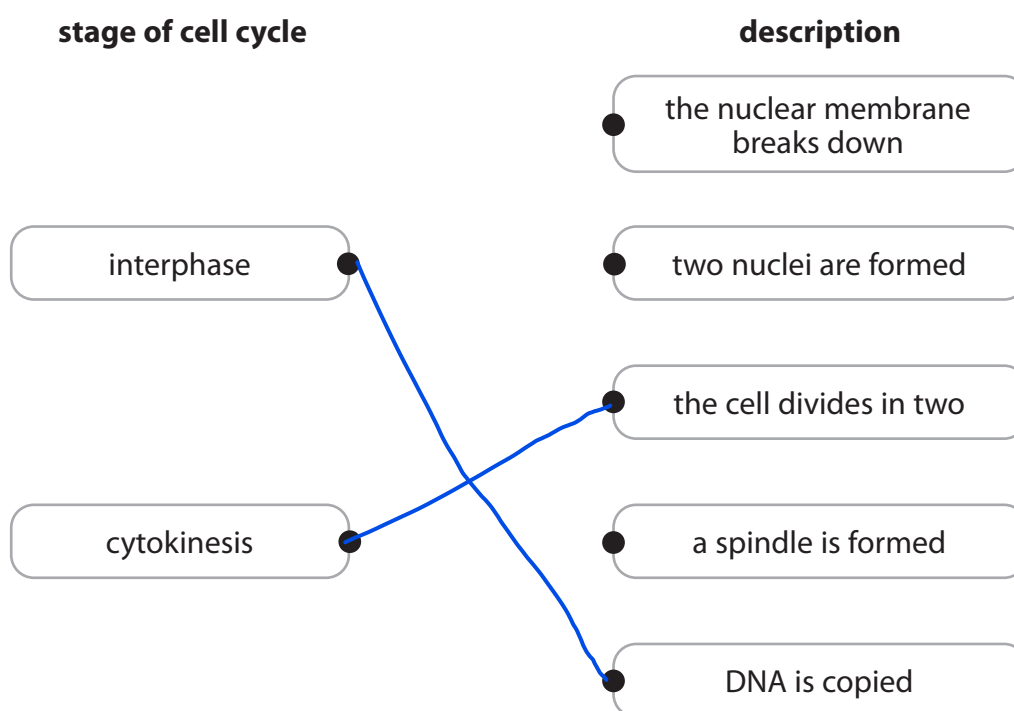 stage of cell cycle
description
the nuclear membrane
breaks down
interphase
two nuclei are formed
the cell divides in two
cytokinesis
a spindle is formed
DNA is copied